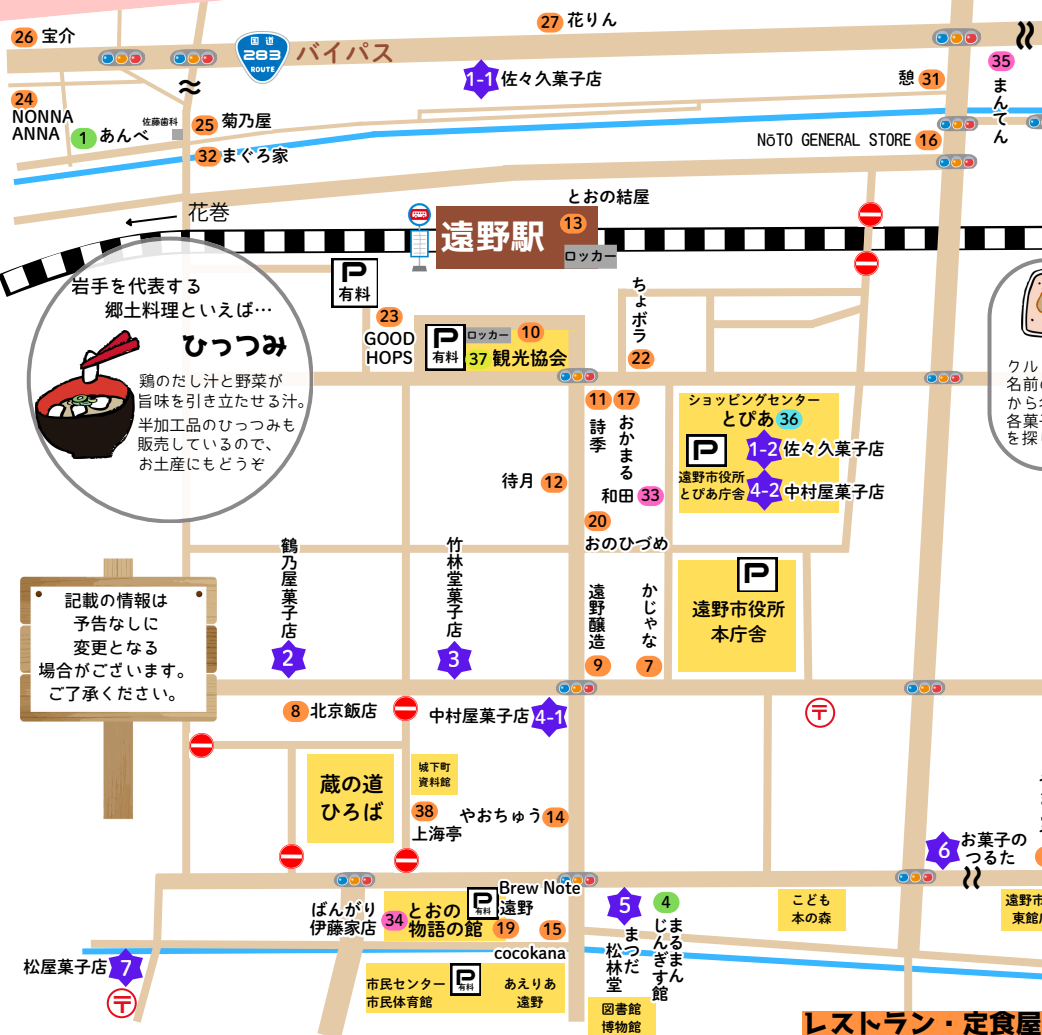 26 宝介
27 花りん
国道
283
ROUTE
バイパス
1-1 佐々久菓子店
憩 31
35
まんてん
24
NONNA
ANNA
1 あんべ
佐藤歯科
25 菊乃屋
32 まぐろ家
NōTO GENERAL STORE 16
花巻
とおの結屋
13
遠野駅
ロッカー
岩手を代表する
郷土料理といえば…
ひっつみ
鶏のだし汁と野菜が
旨味を引き立たせる汁。
半加工品のひっつみも
販売しているので、
お土産にもどうぞ
P
有料
23
GOOD
HOPS
P
有料
ロッカー
10
37 観光協会
ちょボラ
22
11
詩季
17
おかまる
ショッピングセンター
とぴあ 36
P
1-2 佐々久菓子店
遠野市役所
とぴあ庁舎
4-2 中村屋菓子店
待月 12
和田 33
20
おのひづめ
鶴乃屋菓子店
2
竹林堂菓子店
3
遠野醸造
9
かじゃな
7
P
遠野市役所
本庁舎
記載の情報は
予告なしに
変更となる
場合がございます。
ご了承ください。
8 北京飯店
中村屋菓子店 4-1
〒
蔵の道
ひろば
城下町
資料館
38
上海亭
やおちゅう 14
6
お菓子の
つるた
ばんがり
伊藤家店
34
とおの
物語の館
P
有料
Brew Note
遠野
19
15
cocokana
5
まつだ
松林堂
4
まるまん
じんぎす館
こども
本の森
遠野市
東館
松屋菓子店 7
〒
市民センター
市民体育館
P
有料
あえりあ
遠野
図書館
博物館
クル
名前の
から
各菓子
を探
レストラン・定食屋